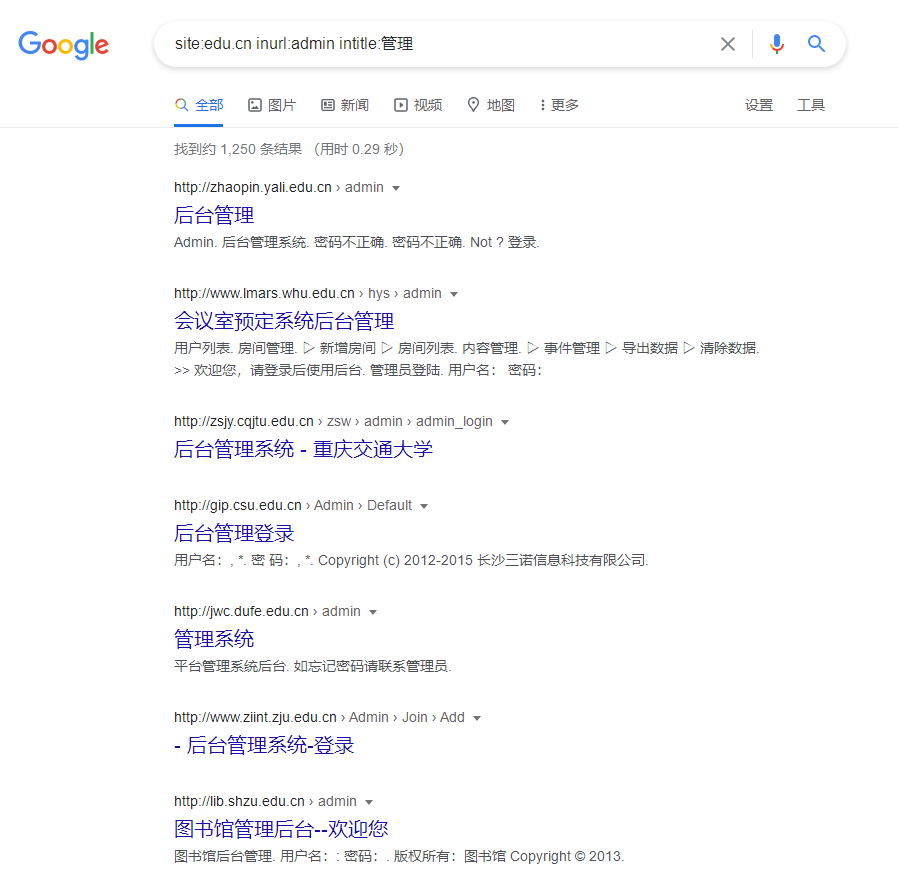 Google
site:edu.cn inurl:admin intitle:管理
全部 图片 新闻 视频 地图 更多 设置 工具
找到约 1,250 条结果 （用时 0.29 秒）
http://zhaopin.yali.edu.cn › admin
后台管理
Admin. 后台管理系统. 密码不正确. 密码不正确. Not ? 登录.
http://www.lmars.whu.edu.cn › hys › admin
会议室预定系统后台管理
用户列表. 房间管理. ▷ 新增房间 ▷ 房间列表. 内容管理. ▷ 事件管理 ▷ 导出数据 ▷ 清除数据.
>> 欢迎您，请登录后使用后台. 管理员登陆. 用户名： 密码：
http://zsjy.cqjtu.edu.cn › zsw › admin › admin_login
后台管理系统 - 重庆交通大学
http://gip.csu.edu.cn › Admin › Default
后台管理登录
用户名：, *. 密 码：, *. Copyright (c) 2012-2015 长沙三诺信息科技有限公司.
http://jwc.dufe.edu.cn › admin
管理系统
平台管理系统后台. 如忘记密码请联系管理员.
http://www.ziint.zju.edu.cn › Admin › Join › Add
- 后台管理系统-登录
http://lib.shzu.edu.cn › admin
图书馆管理后台--欢迎您
图书馆后台管理. 用户名：: 密码：. 版权所有：图书馆 Copyright © 2013.